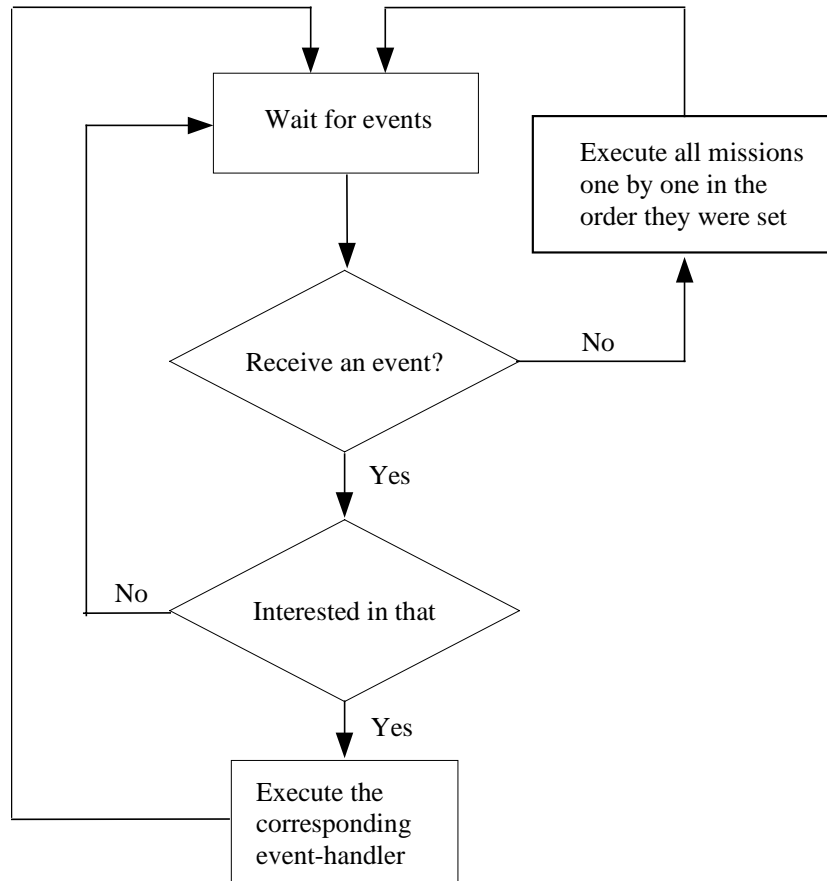 Wait for events
Execute all missions
one by one in the
order they were set
Receive an event?
No
Yes
No
Interested in that
Yes
Execute the
corresponding
event-handler